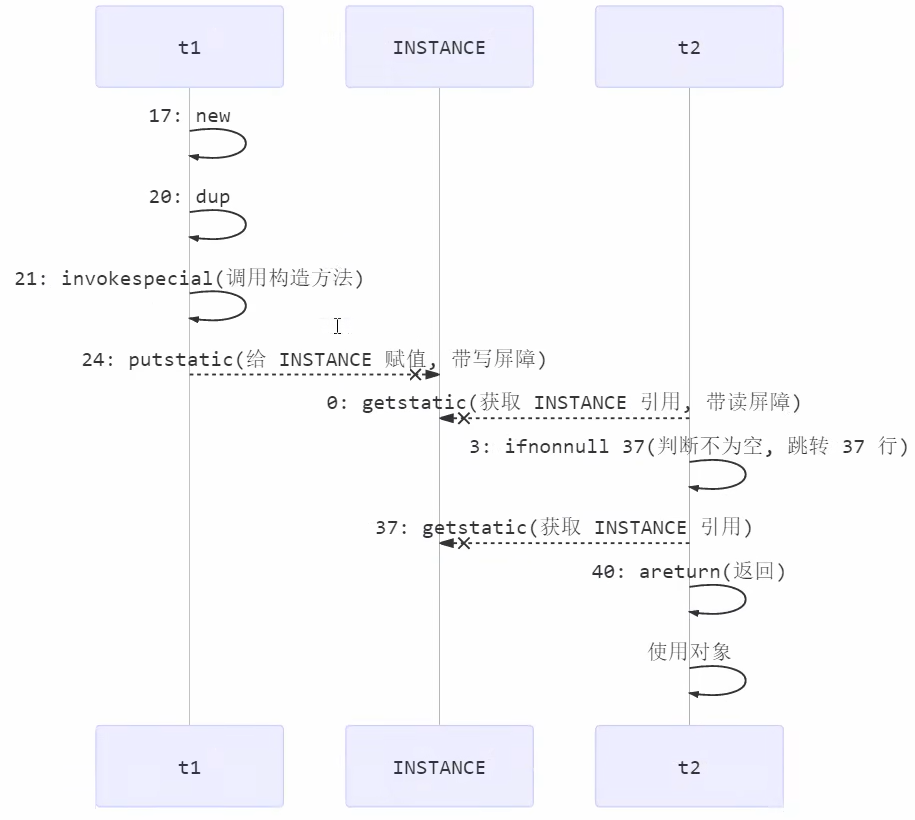 t1
INSTANCE
t2
17: new
20: dup
21: invokespecial(调用构造方法)
24: putstatic(给 INSTANCE 赋值, 带写屏障)
0: getstatic(获取 INSTANCE 引用, 带读屏障)
3: ifnonnull 37(判断不为空, 跳转 37 行)
37: getstatic(获取 INSTANCE 引用)
40: areturn(返回)
使用对象
t1
INSTANCE
t2